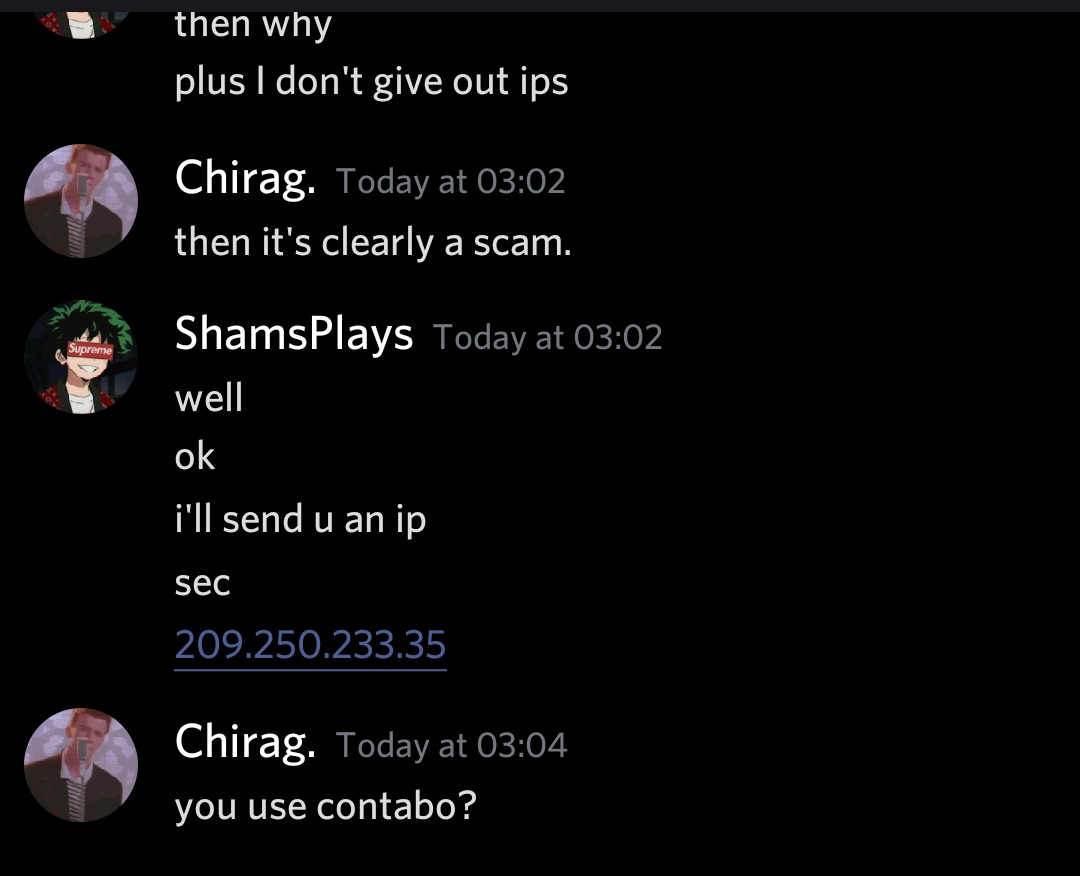 then why
plus I don't give out ips
Chirag. Today at 03:02
then it's clearly a scam.
ShamsPlays Today at 03:02
Supreme
well
ok
i'll send u an ip
sec
209.250.233.35
Chirag. Today at 03:04
you use contabo?